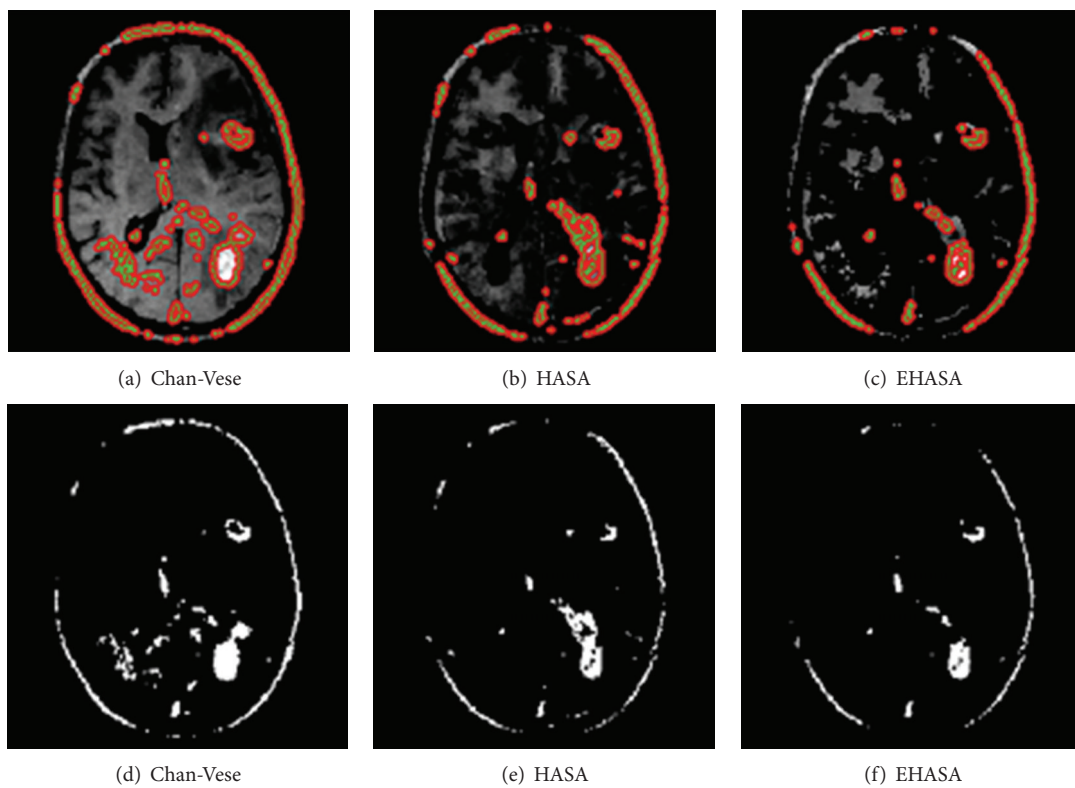 (a) Chan-Vese
(b) HASA
(c) EHASA
(d) Chan-Vese
(e) HASA
(f) EHASA